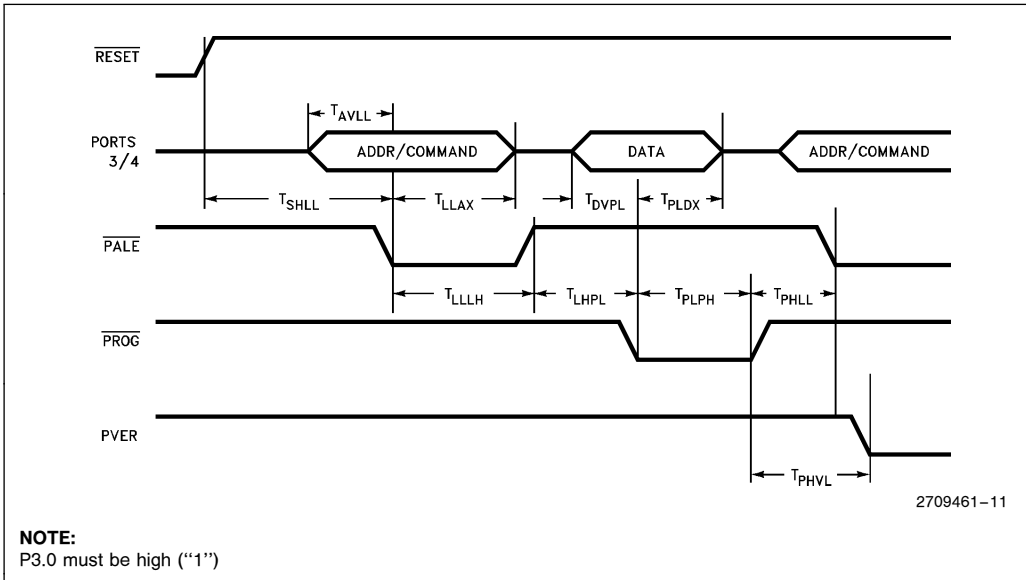 RESET
T_AVLL
PORTS 3/4
ADDR/COMMAND
DATA
ADDR/COMMAND
T_SHLL
T_LLAX
T_DVPL
T_PLDX
PALE
T_LLLH
T_LHPL
T_PLPH
T_PHLL
PROG
PVER
T_PHVL
2709461–11
NOTE:
P3.0 must be high (‘‘1’’)